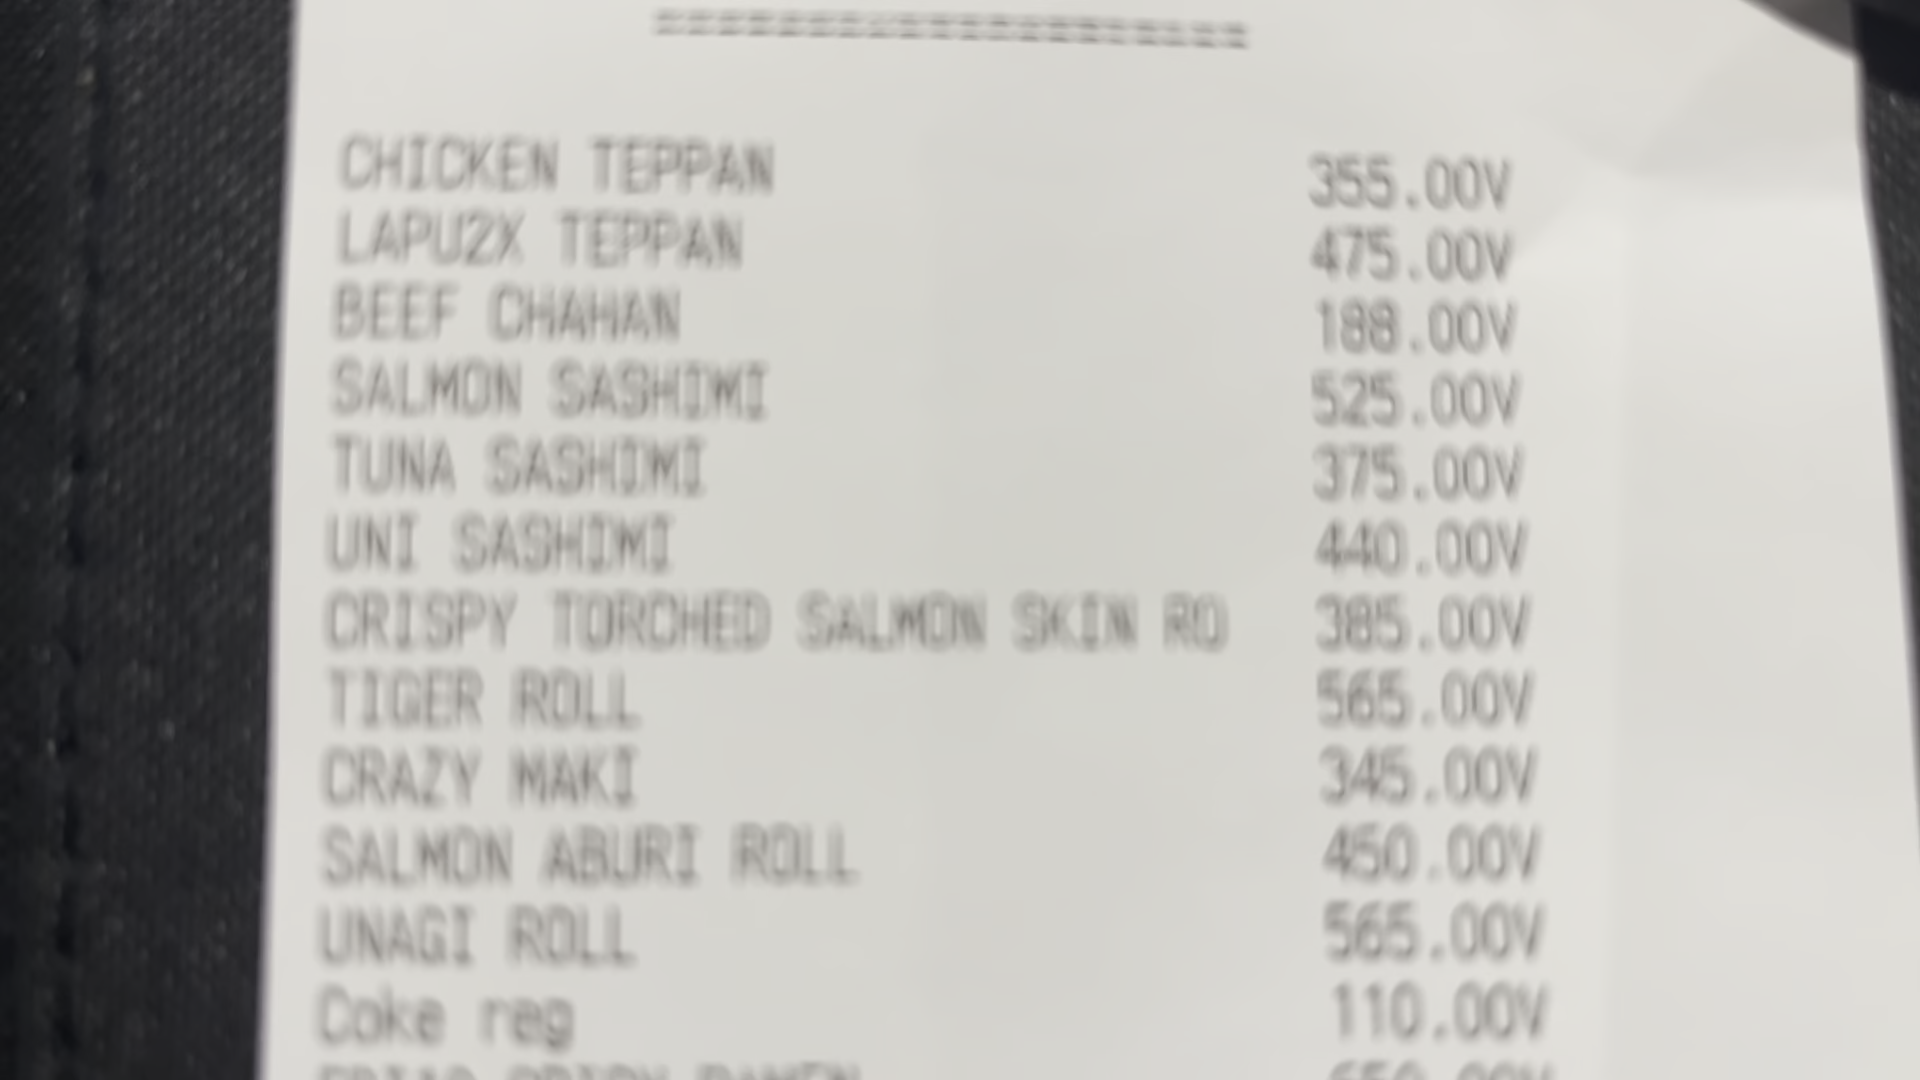 ====================
CHICKEN TEPPAN 355.00V
LAPU2X TEPPAN 475.00V
BEEF CHAHAN 188.00V
SALMON SASHIMI 525.00V
TUNA SASHIMI 375.00V
UNI SASHIMI 440.00V
CRISPY TORCHED SALMON SKIN RO 385.00V
TIGER ROLL 565.00V
CRAZY MAKI 345.00V
SALMON ABURI ROLL 450.00V
UNAGI ROLL 565.00V
Coke reg 110.00V